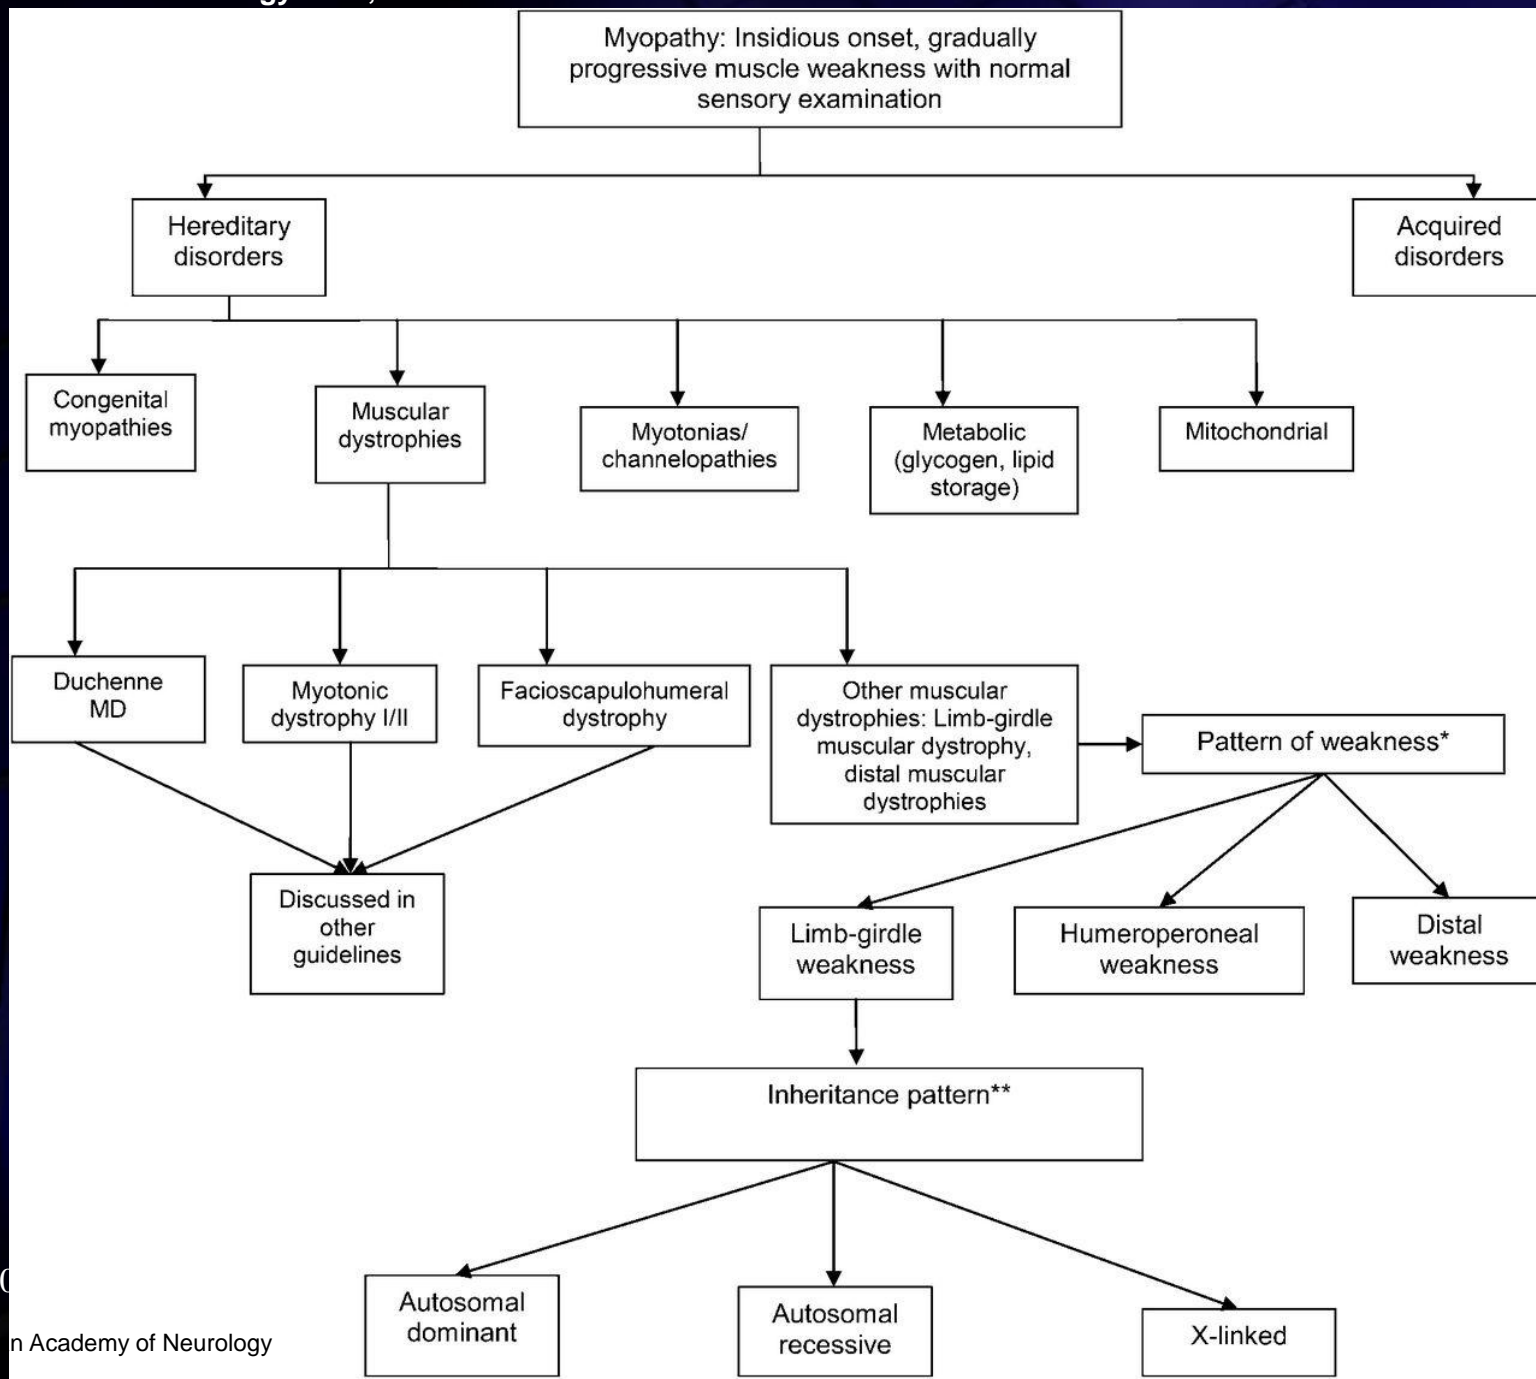 Myopathy: Insidious onset, gradually
progressive muscle weakness with normal
sensory examination
Hereditary
disorders
Acquired
disorders
Congenital
myopathies
Muscular
dystrophies
Myotonias/
channelopathies
Metabolic
(glycogen, lipid
storage)
Mitochondrial
Duchenne
MD
Myotonic
dystrophy I/II
Facioscapulohumeral
dystrophy
Other muscular
dystrophies: Limb-girdle
muscular dystrophy,
distal muscular
dystrophies
Pattern of weakness*
Discussed in
other
guidelines
Limb-girdle
weakness
Humeroperoneal
weakness
Distal
weakness
Inheritance pattern**
Autosomal
dominant
Autosomal
recessive
X-linked
n Academy of Neurology